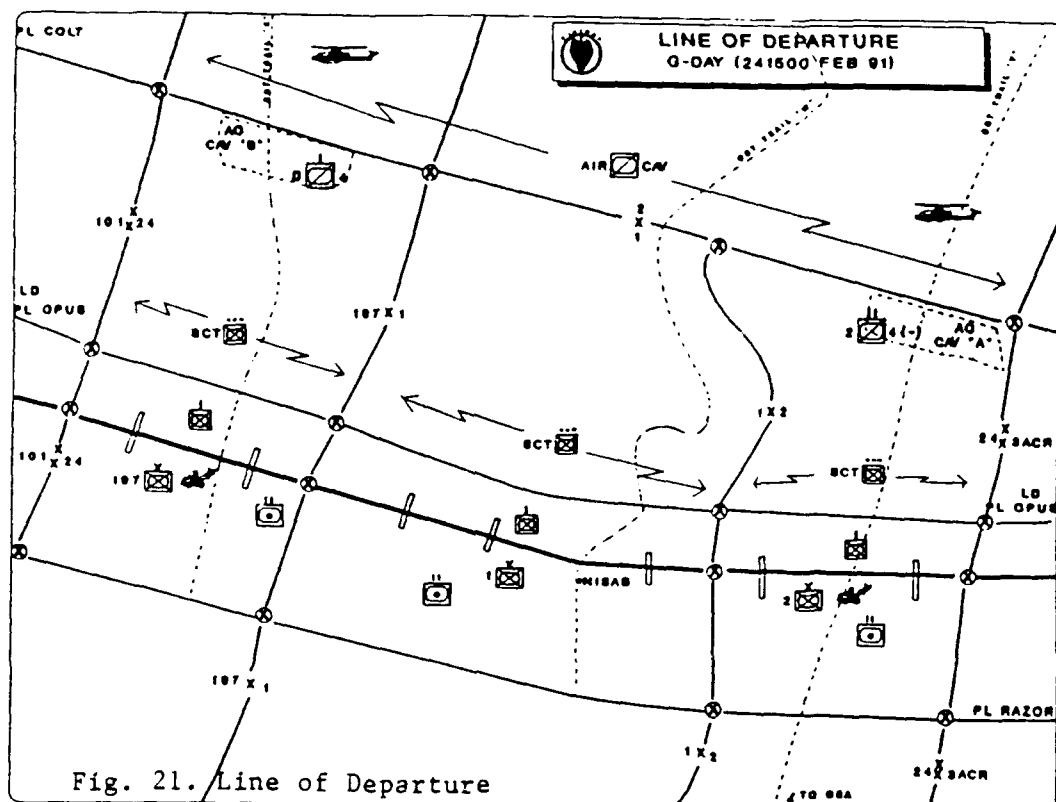 PL COLT
LINE OF DEPARTURE
G-DAY (241500 FEB 91)
AO
CAV "B"
D
4
AIR
CAV
2
X
1
101 X 24
LD
PL OPUS
SCT
197 X 1
2
4 (-)
AO
CAV "A"
SCT
1 X 2
24 X 3ACR
SCT
LD
PL OPUS
101 X 24
197
1
NISAB
2
197 X 1
PL RAZOR
1 X 2
24 X 3ACR
Fig. 21. Line of Departure